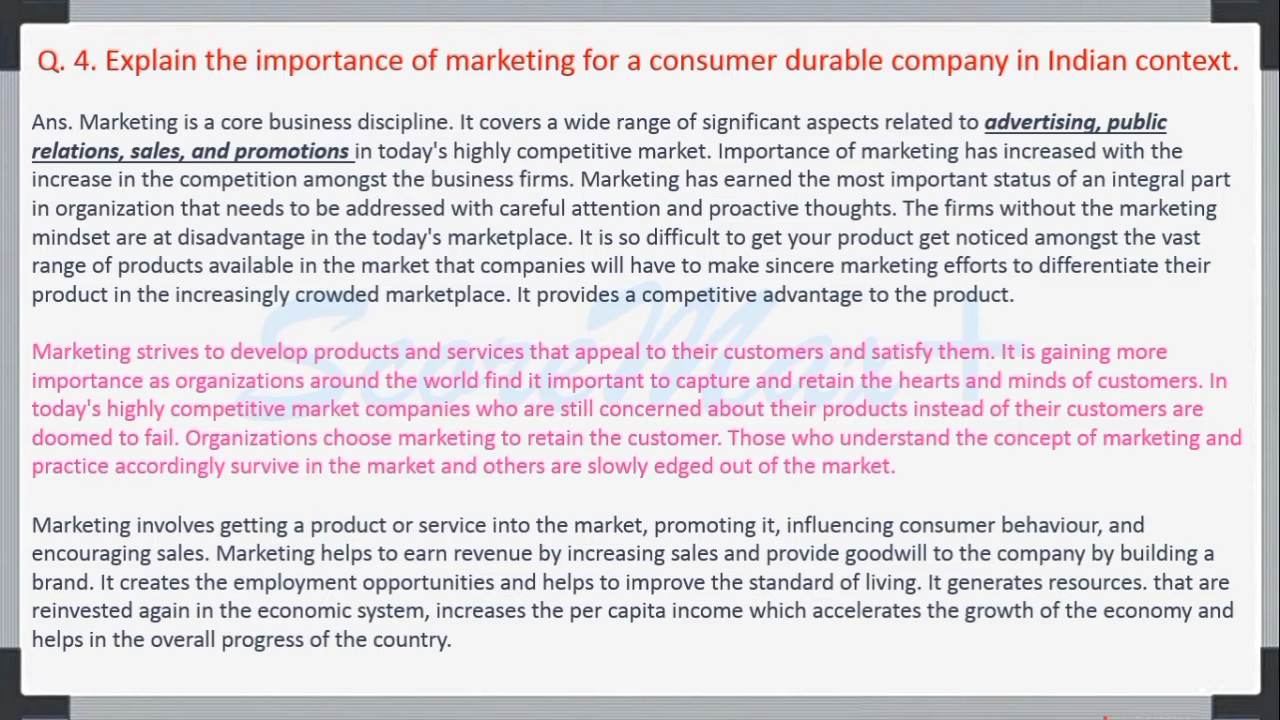 Q. 4. Explain the importance of marketing for a consumer durable company in Indian context.
Ans. Marketing is a core business discipline. It covers a wide range of significant aspects related to advertising, public
relations, sales, and promotions in today's highly competitive market. Importance of marketing has increased with the
increase in the competition amongst the business firms. Marketing has earned the most important status of an integral part
in organization that needs to be addressed with careful attention and proactive thoughts. The firms without the marketing
mindset are at disadvantage in the today's marketplace. It is so difficult to get your product get noticed amongst the vast
range of products available in the market that companies will have to make sincere marketing efforts to differentiate their
product in the increasingly crowded marketplace. It provides a competitive advantage to the product.
Marketing strives to develop products and services that appeal to their customers and satisfy them. It is gaining more
importance as organizations around the world find it important to capture and retain the hearts and minds of customers. In
today's highly competitive market companies who are still concerned about their products instead of their customers are
doomed to fail. Organizations choose marketing to retain the customer. Those who understand the concept of marketing and
practice accordingly survive in the market and others are slowly edged out of the market.
Marketing involves getting a product or service into the market, promoting it, influencing consumer behaviour, and
encouraging sales. Marketing helps to earn revenue by increasing sales and provide goodwill to the company by building a
brand. It creates the employment opportunities and helps to improve the standard of living. It generates resources. that are
reinvested again in the economic system, increases the per capita income which accelerates the growth of the economy and
helps in the overall progress of the country.